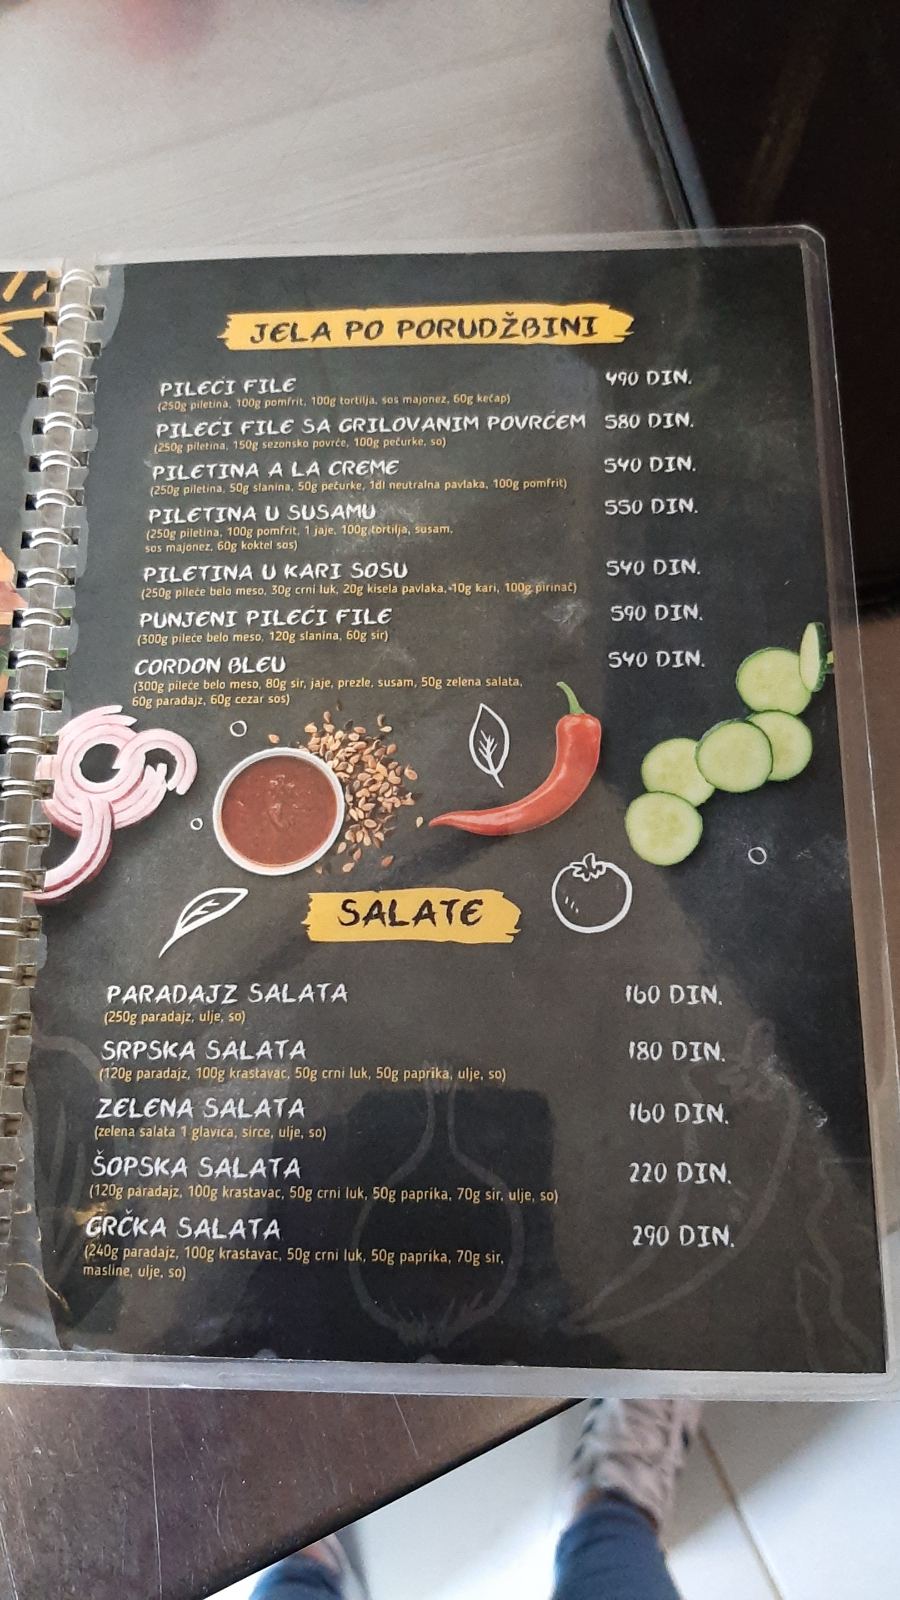 JELA PO PORUDŽBINI
PILEĆI FILE 490 DIN.
(250g piletina, 100g pomfrit, 100g tortilja, sos majonez, 60g kečap)
PILEĆI FILE SA GRILOVANIM POVRĆEM 580 DIN.
(250g piletina, 150g sezonsko povrće, 100g pečurke, so)
PILETINA A LA CREME 540 DIN.
(250g piletina, 50g slanina, 50g pečurke, 1dl neutralna pavlaka, 100g pomfrit)
PILETINA U SUSAMU 550 DIN.
(250g piletina, 100g pomfrit, 1 jaje, 100g tortilja, susam,
sos majonez, 60g koktel sos)
PILETINA U KARI SOSU 540 DIN.
(250g pileće belo meso, 30g crni luk, 20g kisela pavlaka, 10g kari, 100g pirinač)
PUNJENI PILEĆI FILE 590 DIN.
(300g pileće belo meso, 120g slanina, 60g sir)
CORDON BLEU 540 DIN.
(300g pileće belo meso, 80g sir, jaje, prezle, susam, 50g zelena salata,
60g paradajz, 60g cezar sos)
SALATE
PARADAJZ SALATA 160 DIN.
(250g paradajz, ulje, so)
SRPSKA SALATA 180 DIN.
(120g paradajz, 100g krastavac, 50g crni luk, 50g paprika, ulje, so)
ZELENA SALATA 160 DIN.
(zelena salata 1 glavica, sirce, ulje, so)
ŠOPSKA SALATA 220 DIN.
(120g paradajz, 100g krastavac, 50g crni luk, 50g paprika, 70g sir, ulje, so)
GRČKA SALATA 290 DIN.
(240g paradajz, 100g krastavac, 50g crni luk, 50g paprika, 70g sir,
masline, ulje, so)